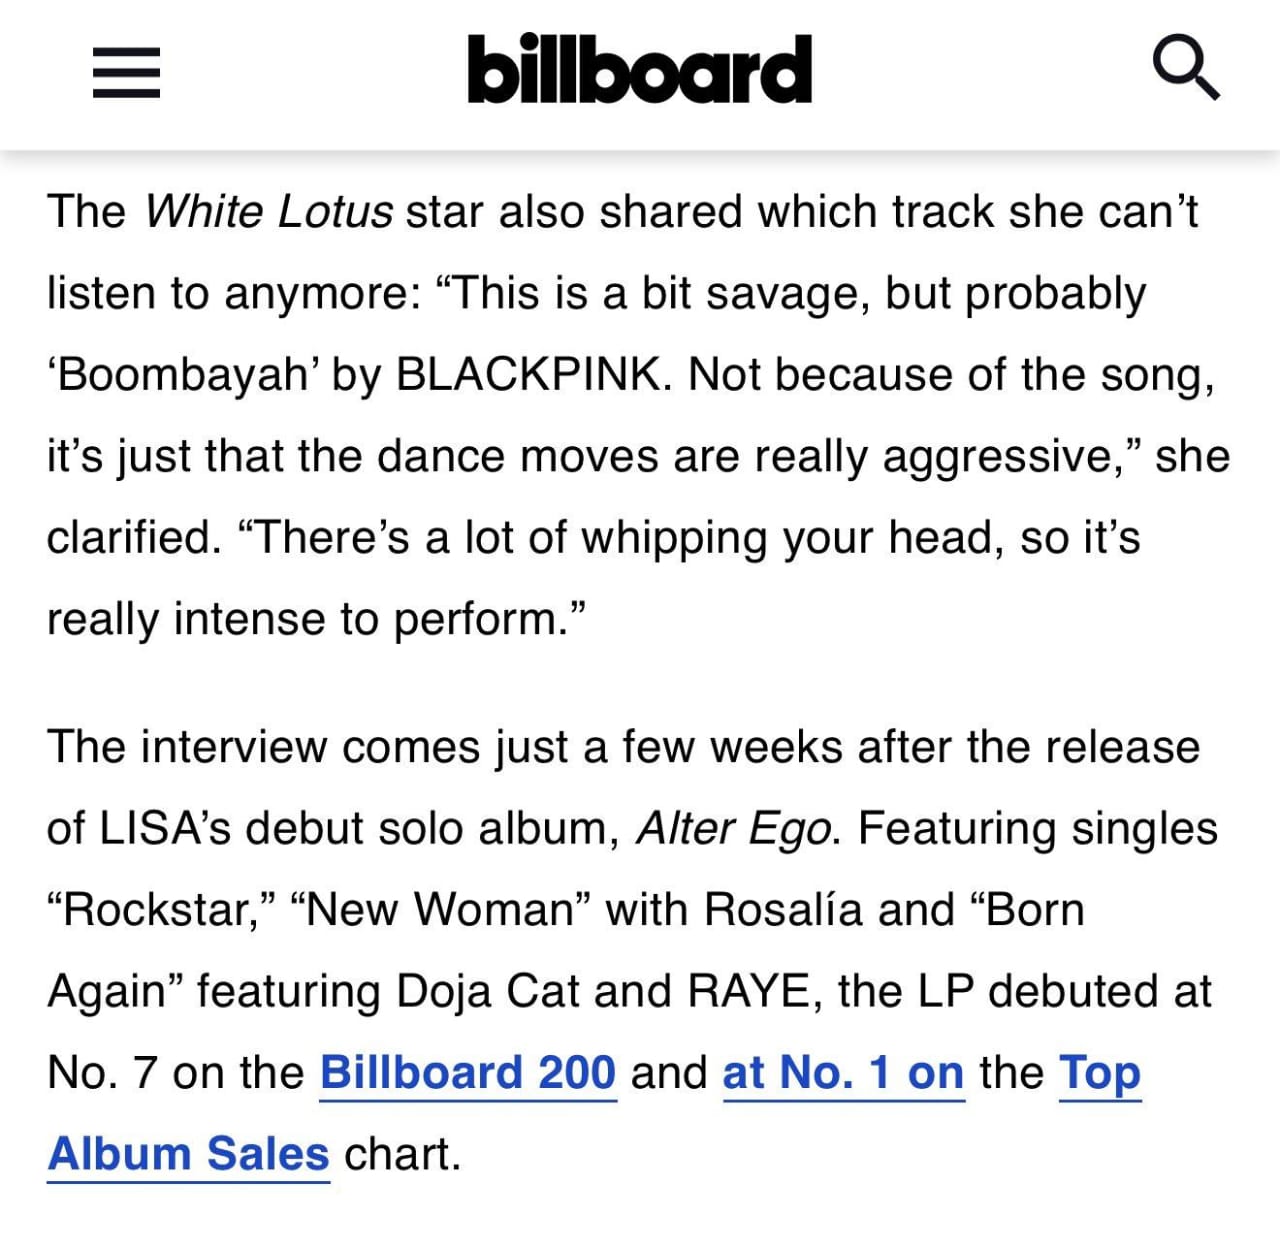 billboard
The White Lotus star also shared which track she can’t
listen to anymore: “This is a bit savage, but probably
‘Boombayah’ by BLACKPINK. Not because of the song,
it’s just that the dance moves are really aggressive,” she
clarified. “There’s a lot of whipping your head, so it’s
really intense to perform.”
The interview comes just a few weeks after the release
of LISA’s debut solo album, Alter Ego. Featuring singles
“Rockstar,” “New Woman” with Rosalía and “Born
Again” featuring Doja Cat and RAYE, the LP debuted at
No. 7 on the Billboard 200 and at No. 1 on the Top
Album Sales chart.